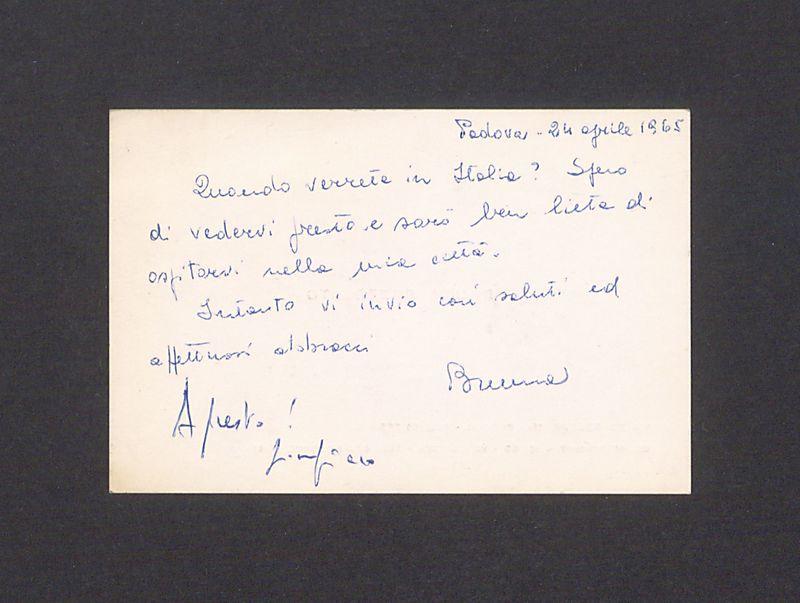 Padova - 24 aprile 1965
Quando verrete in Italia? Spero
di vedervi presto e sarò ben lieta di
ospitarvi nella mia città.
Intanto vi invio cari saluti ed
affettuosi abbracci
Brunna
A presto!